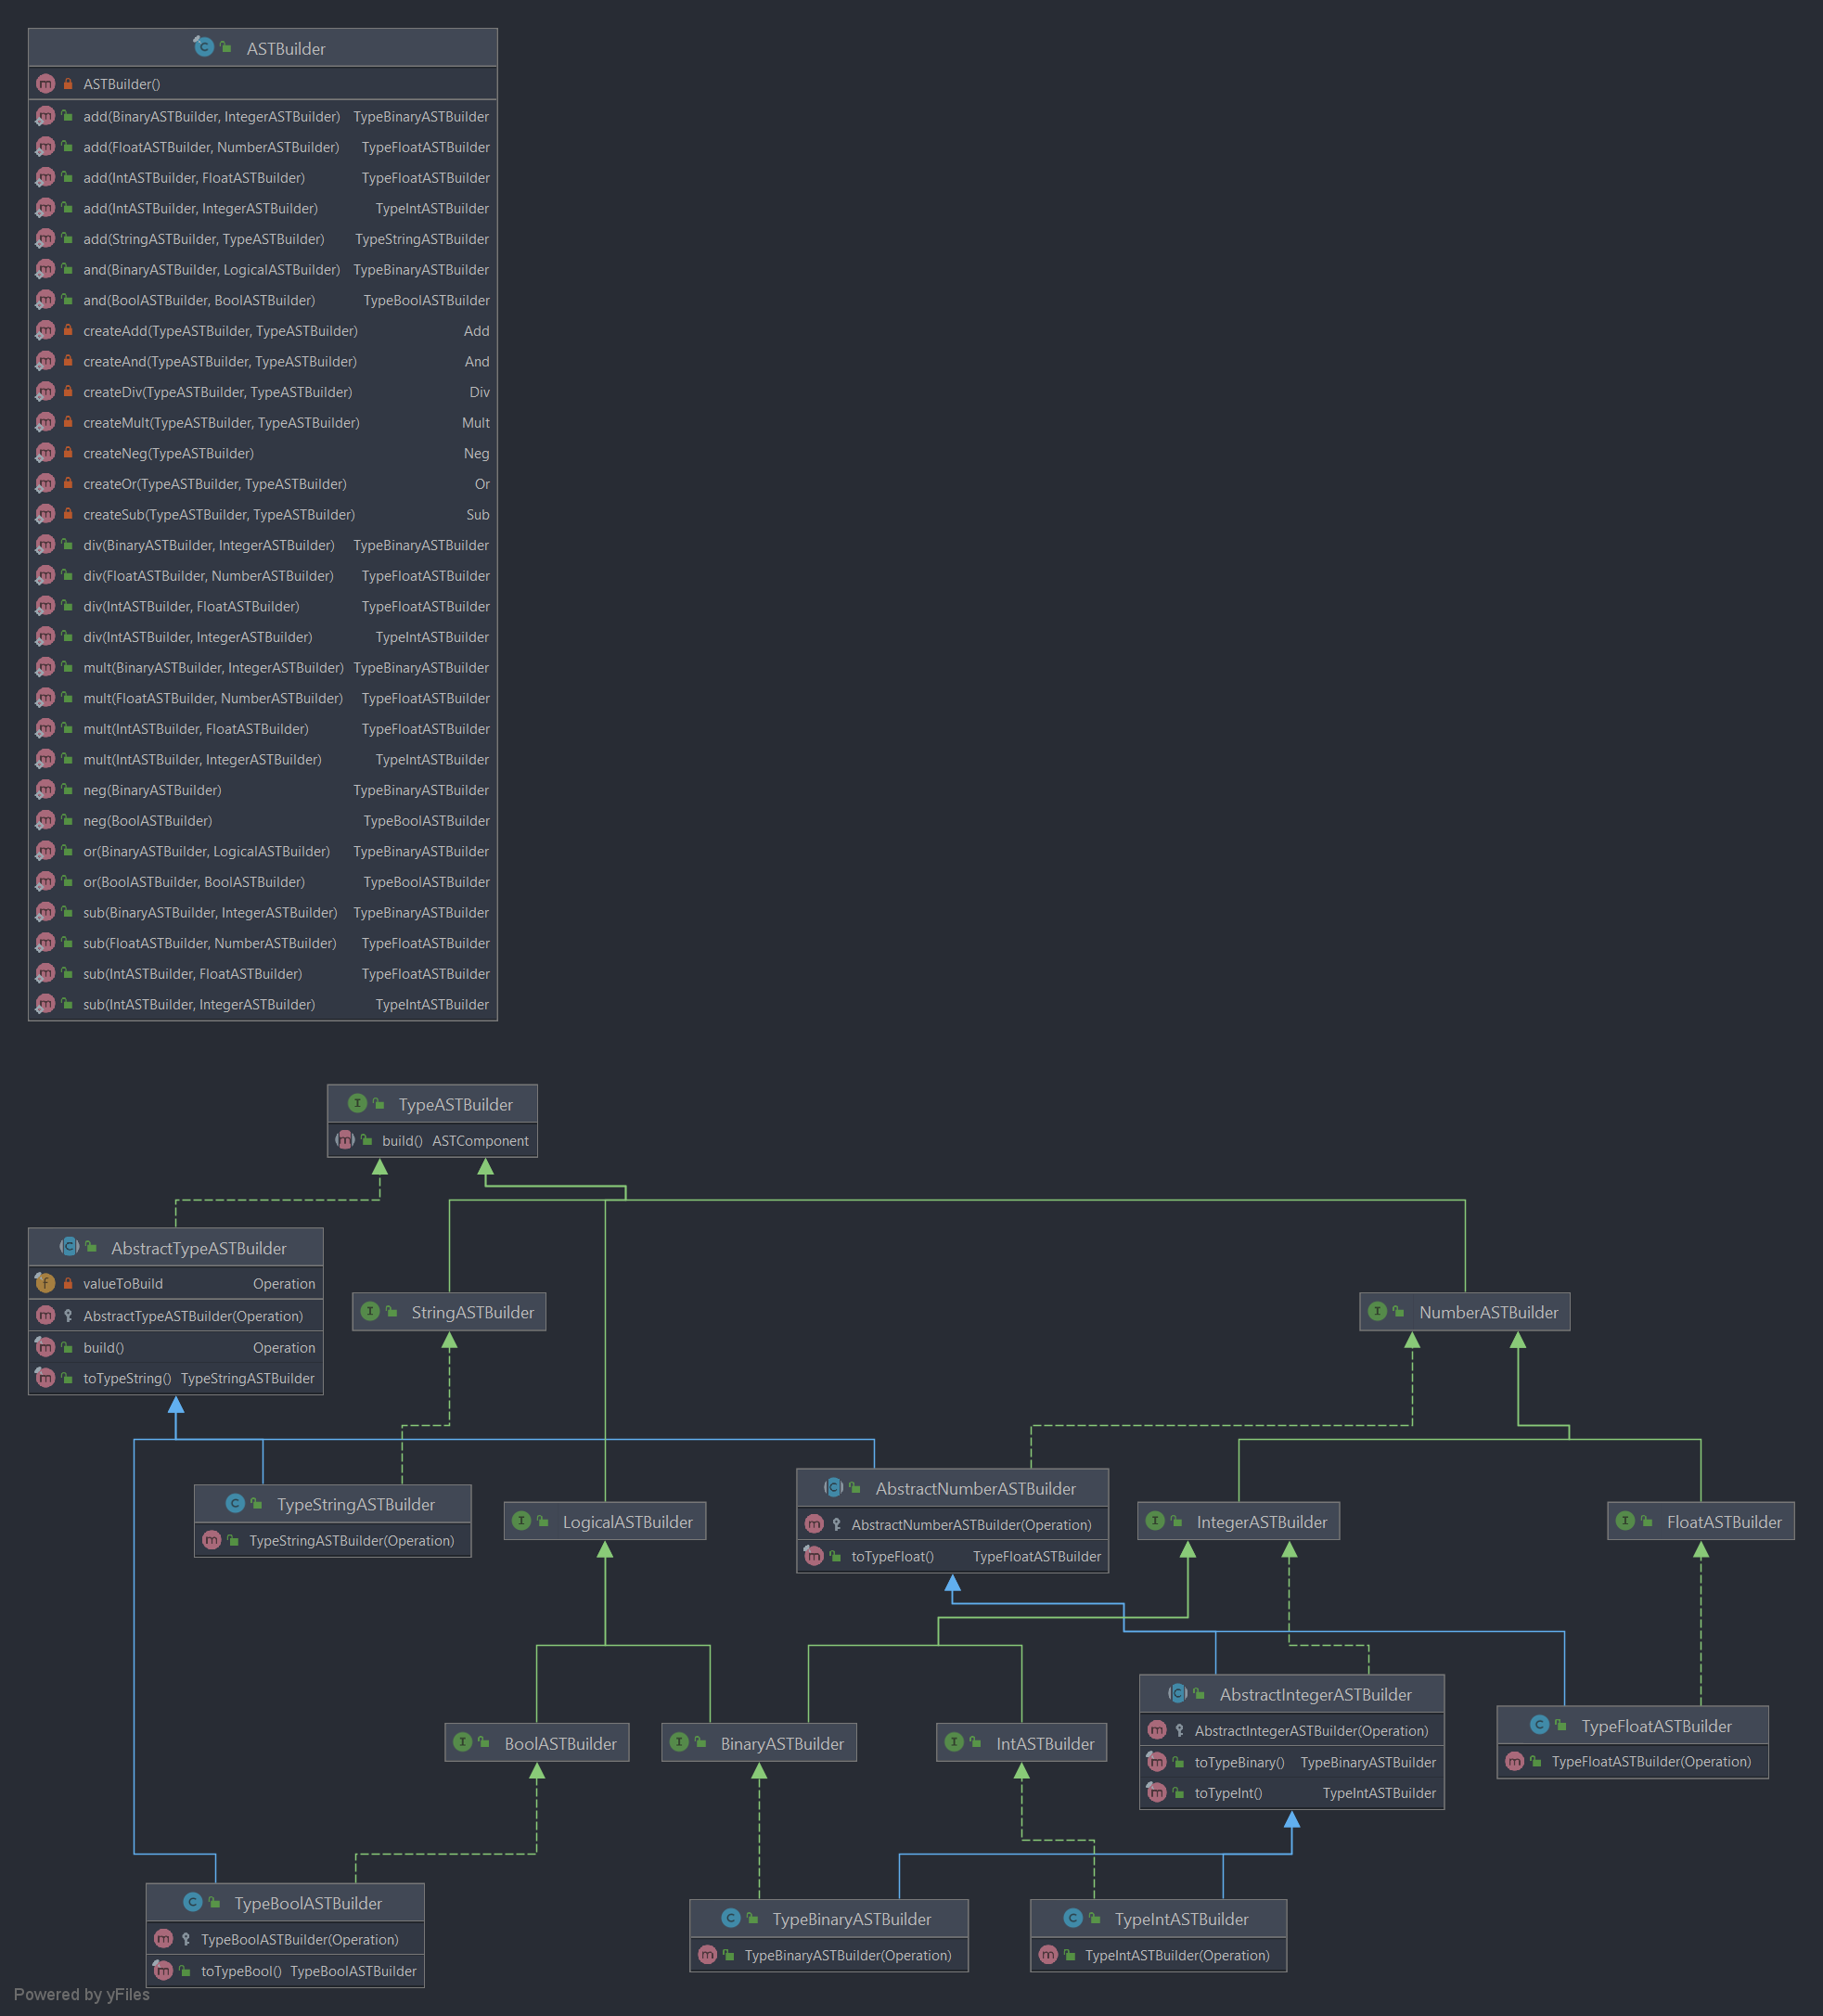 ASTBuilder
ASTBuilder()
add(BinaryASTBuilder, IntegerASTBuilder) TypeBinaryASTBuilder
add(FloatASTBuilder, NumberASTBuilder) TypeFloatASTBuilder
add(IntASTBuilder, FloatASTBuilder) TypeFloatASTBuilder
add(IntASTBuilder, IntegerASTBuilder) TypeIntASTBuilder
add(StringASTBuilder, TypeASTBuilder) TypeStringASTBuilder
and(BinaryASTBuilder, LogicalASTBuilder) TypeBinaryASTBuilder
and(BoolASTBuilder, BoolASTBuilder) TypeBoolASTBuilder
createAdd(TypeASTBuilder, TypeASTBuilder) Add
createAnd(TypeASTBuilder, TypeASTBuilder) And
createDiv(TypeASTBuilder, TypeASTBuilder) Div
createMult(TypeASTBuilder, TypeASTBuilder) Mult
createNeg(TypeASTBuilder) Neg
createOr(TypeASTBuilder, TypeASTBuilder) Or
createSub(TypeASTBuilder, TypeASTBuilder) Sub
div(BinaryASTBuilder, IntegerASTBuilder) TypeBinaryASTBuilder
div(FloatASTBuilder, NumberASTBuilder) TypeFloatASTBuilder
div(IntASTBuilder, FloatASTBuilder) TypeFloatASTBuilder
div(IntASTBuilder, IntegerASTBuilder) TypeIntASTBuilder
mult(BinaryASTBuilder, IntegerASTBuilder) TypeBinaryASTBuilder
mult(FloatASTBuilder, NumberASTBuilder) TypeFloatASTBuilder
mult(IntASTBuilder, FloatASTBuilder) TypeFloatASTBuilder
mult(IntASTBuilder, IntegerASTBuilder) TypeIntASTBuilder
neg(BinaryASTBuilder) TypeBinaryASTBuilder
neg(BoolASTBuilder) TypeBoolASTBuilder
or(BinaryASTBuilder, LogicalASTBuilder) TypeBinaryASTBuilder
or(BoolASTBuilder, BoolASTBuilder) TypeBoolASTBuilder
sub(BinaryASTBuilder, IntegerASTBuilder) TypeBinaryASTBuilder
sub(FloatASTBuilder, NumberASTBuilder) TypeFloatASTBuilder
sub(IntASTBuilder, FloatASTBuilder) TypeFloatASTBuilder
sub(IntASTBuilder, IntegerASTBuilder) TypeIntASTBuilder
TypeASTBuilder
build() ASTComponent
AbstractTypeASTBuilder
valueToBuild Operation
AbstractTypeASTBuilder(Operation)
build() Operation
toTypeString() TypeStringASTBuilder
StringASTBuilder
NumberASTBuilder
TypeStringASTBuilder
TypeStringASTBuilder(Operation)
LogicalASTBuilder
AbstractNumberASTBuilder
AbstractNumberASTBuilder(Operation)
toTypeFloat() TypeFloatASTBuilder
IntegerASTBuilder
FloatASTBuilder
BoolASTBuilder
BinaryASTBuilder
IntASTBuilder
AbstractIntegerASTBuilder
AbstractIntegerASTBuilder(Operation)
toTypeBinary() TypeBinaryASTBuilder
toTypeInt() TypeIntASTBuilder
TypeFloatASTBuilder
TypeFloatASTBuilder(Operation)
TypeBoolASTBuilder
TypeBoolASTBuilder(Operation)
toTypeBool() TypeBoolASTBuilder
TypeBinaryASTBuilder
TypeBinaryASTBuilder(Operation)
TypeIntASTBuilder
TypeIntASTBuilder(Operation)
Powered by yFiles